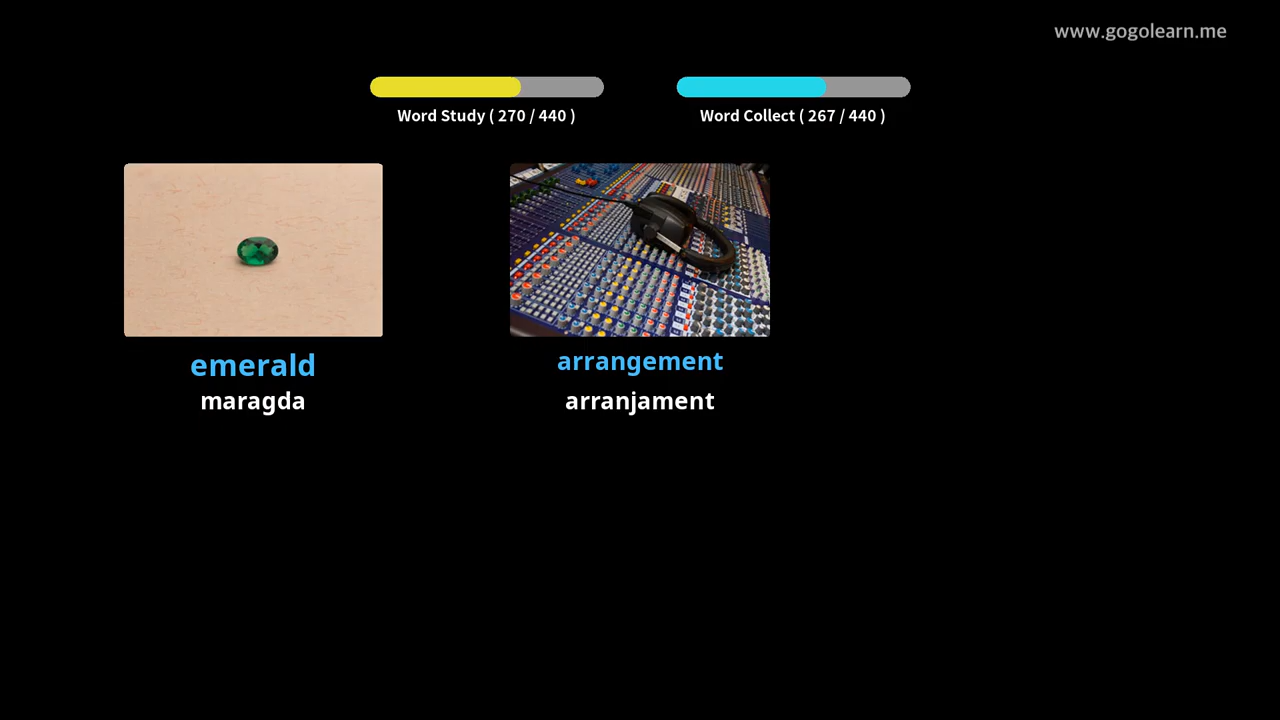 www.gogolearn.me
Word Study ( 270 / 440 )
Word Collect ( 267 / 440 )
emerald
maragda
arrangement
arranjament